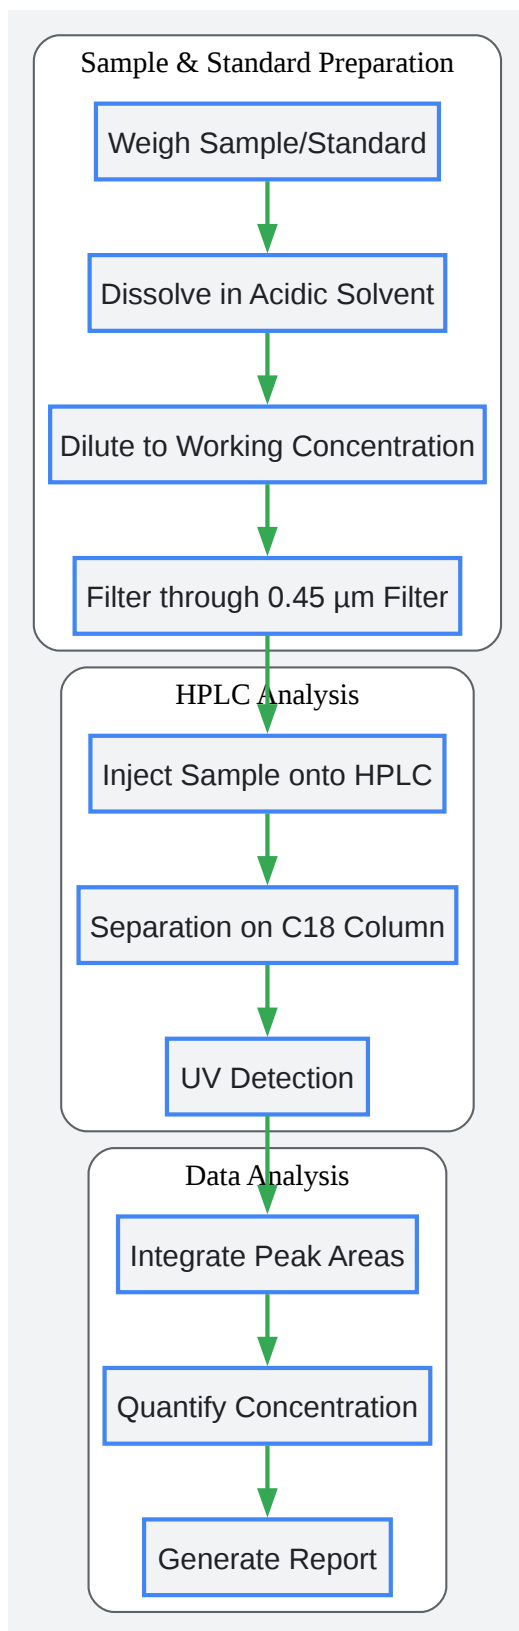 Sample & Standard Preparation
Weigh Sample/Standard
Dissolve in Acidic Solvent
Dilute to Working Concentration
Filter through 0.45 µm Filter
HPLC Analysis
Inject Sample onto HPLC
Separation on C18 Column
UV Detection
Data Analysis
Integrate Peak Areas
Quantify Concentration
Generate Report